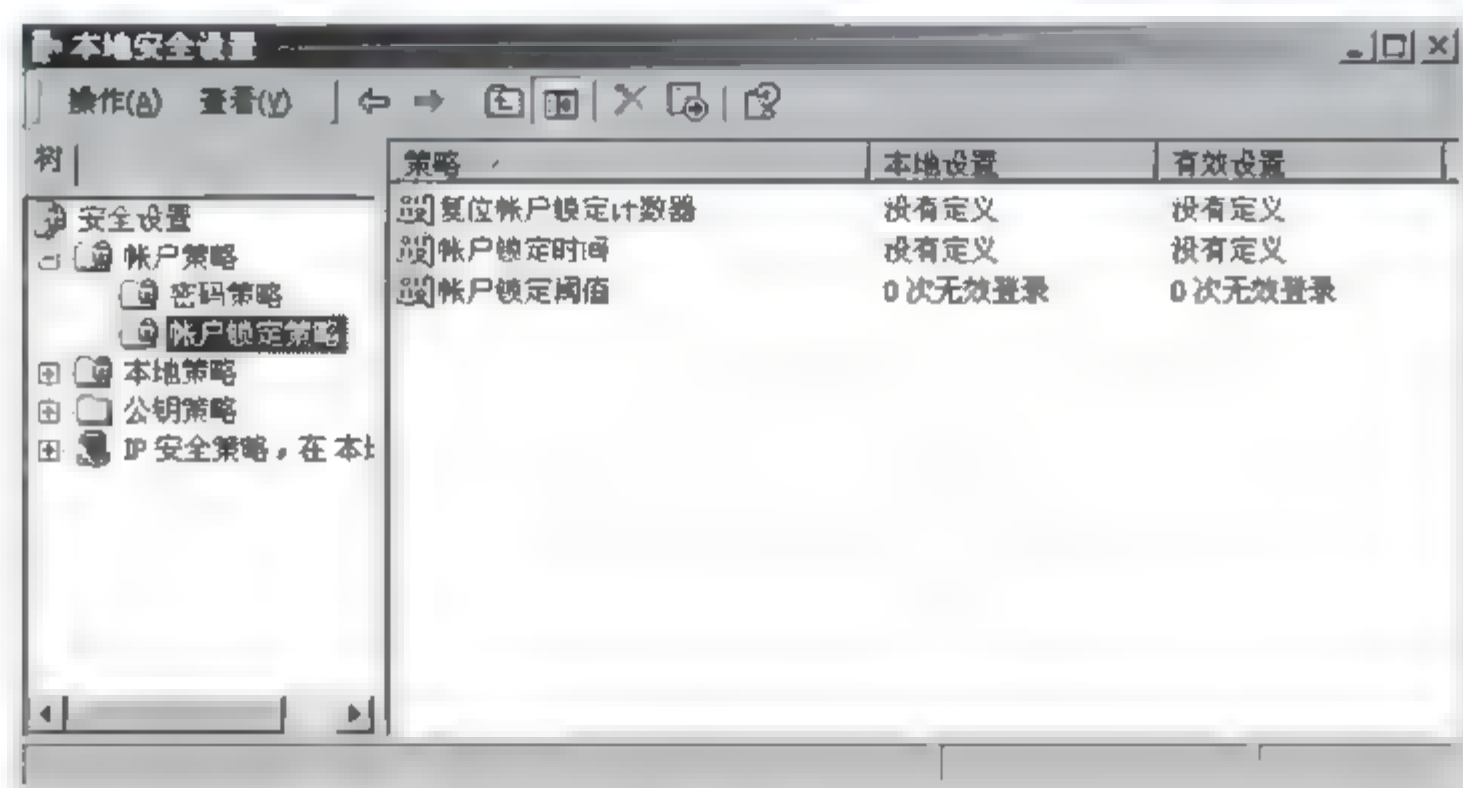 本地安全设置
操作(A) 查看(V)
树
策略 本地设置 有效设置
安全设置
帐户策略
密码策略
帐户锁定策略
本地策略
公钥策略
IP 安全策略，在 本
复位帐户锁定计数器 没有定义 没有定义
帐户锁定时间 没有定义 没有定义
帐户锁定阈值 0 次无效登录 0 次无效登录